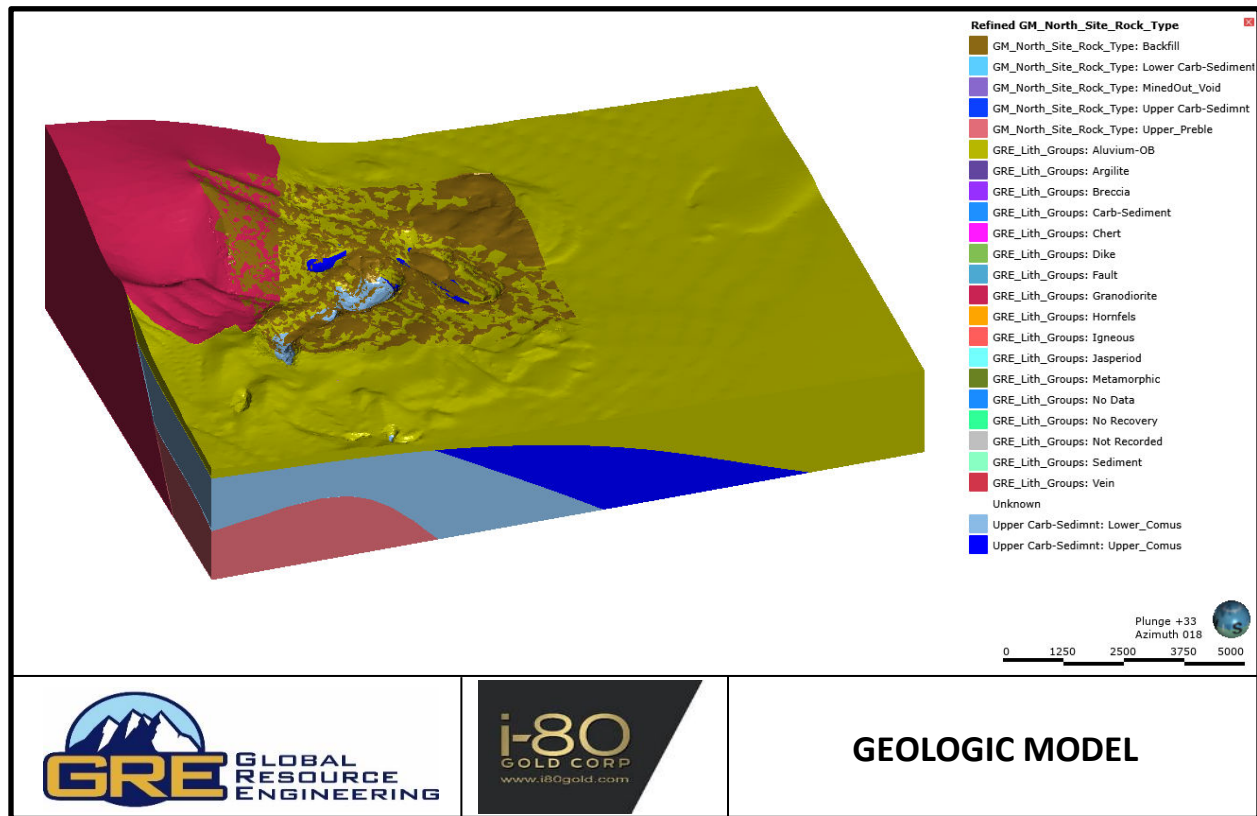 Refined GM_North_Site_Rock_Type
GM_North_Site_Rock_Type: Backfill
GM_North_Site_Rock_Type: Lower Carb-Sediment
GM_North_Site_Rock_Type: MinedOut_Void
GM_North_Site_Rock_Type: Upper Carb-Sedimnt
GM_North_Site_Rock_Type: Upper_Preble
GRE_Lith_Groups: Aluvium-OB
GRE_Lith_Groups: Argilite
GRE_Lith_Groups: Breccia
GRE_Lith_Groups: Carb-Sediment
GRE_Lith_Groups: Chert
GRE_Lith_Groups: Dike
GRE_Lith_Groups: Fault
GRE_Lith_Groups: Granodiorite
GRE_Lith_Groups: Hornfels
GRE_Lith_Groups: Igneous
GRE_Lith_Groups: Jasperiod
GRE_Lith_Groups: Metamorphic
GRE_Lith_Groups: No Data
GRE_Lith_Groups: No Recovery
GRE_Lith_Groups: Not Recorded
GRE_Lith_Groups: Sediment
GRE_Lith_Groups: Vein
Unknown
Upper Carb-Sedimnt: Lower_Comus
Upper Carb-Sedimnt: Upper_Comus
Plunge +33
Azimuth 018
S
0 1250 2500 3750 5000
GRE GLOBAL
RESOURCE
ENGINEERING
i-80
GOLD CORP
www.i80gold.com
GEOLOGIC MODEL